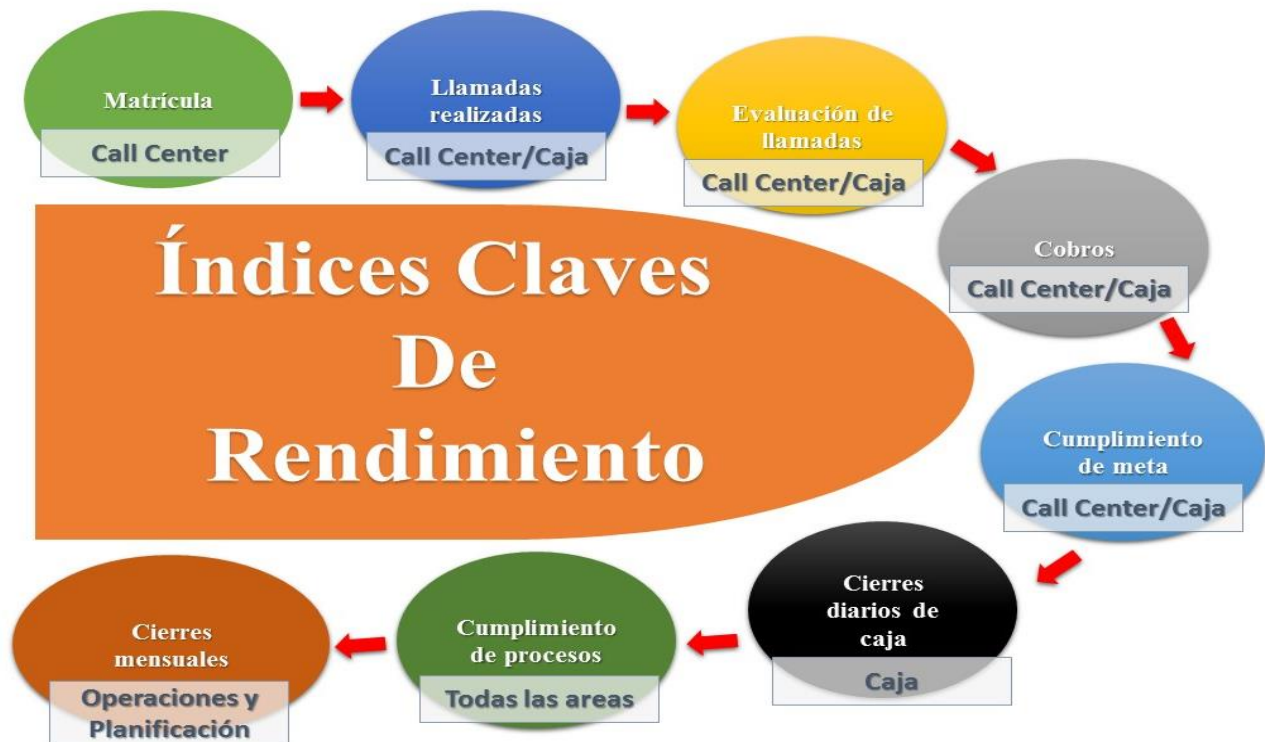 Matrícula
Call Center
Llamadas
realizadas
Call Center/Caja
Evaluación de
llamadas
Call Center/Caja
Cobros
Call Center/Caja
Cumplimiento
de meta
Call Center/Caja
Cierres
diarios de
caja
Caja
Cumplimiento
de procesos
Todas las areas
Cierres
mensuales
Operaciones y
Planificación
Índices Claves
De
Rendimiento